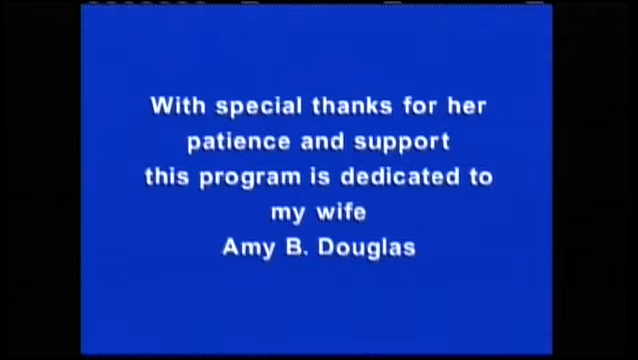 With special thanks for her
patience and support
this program is dedicated to
my wife
Amy B. Douglas